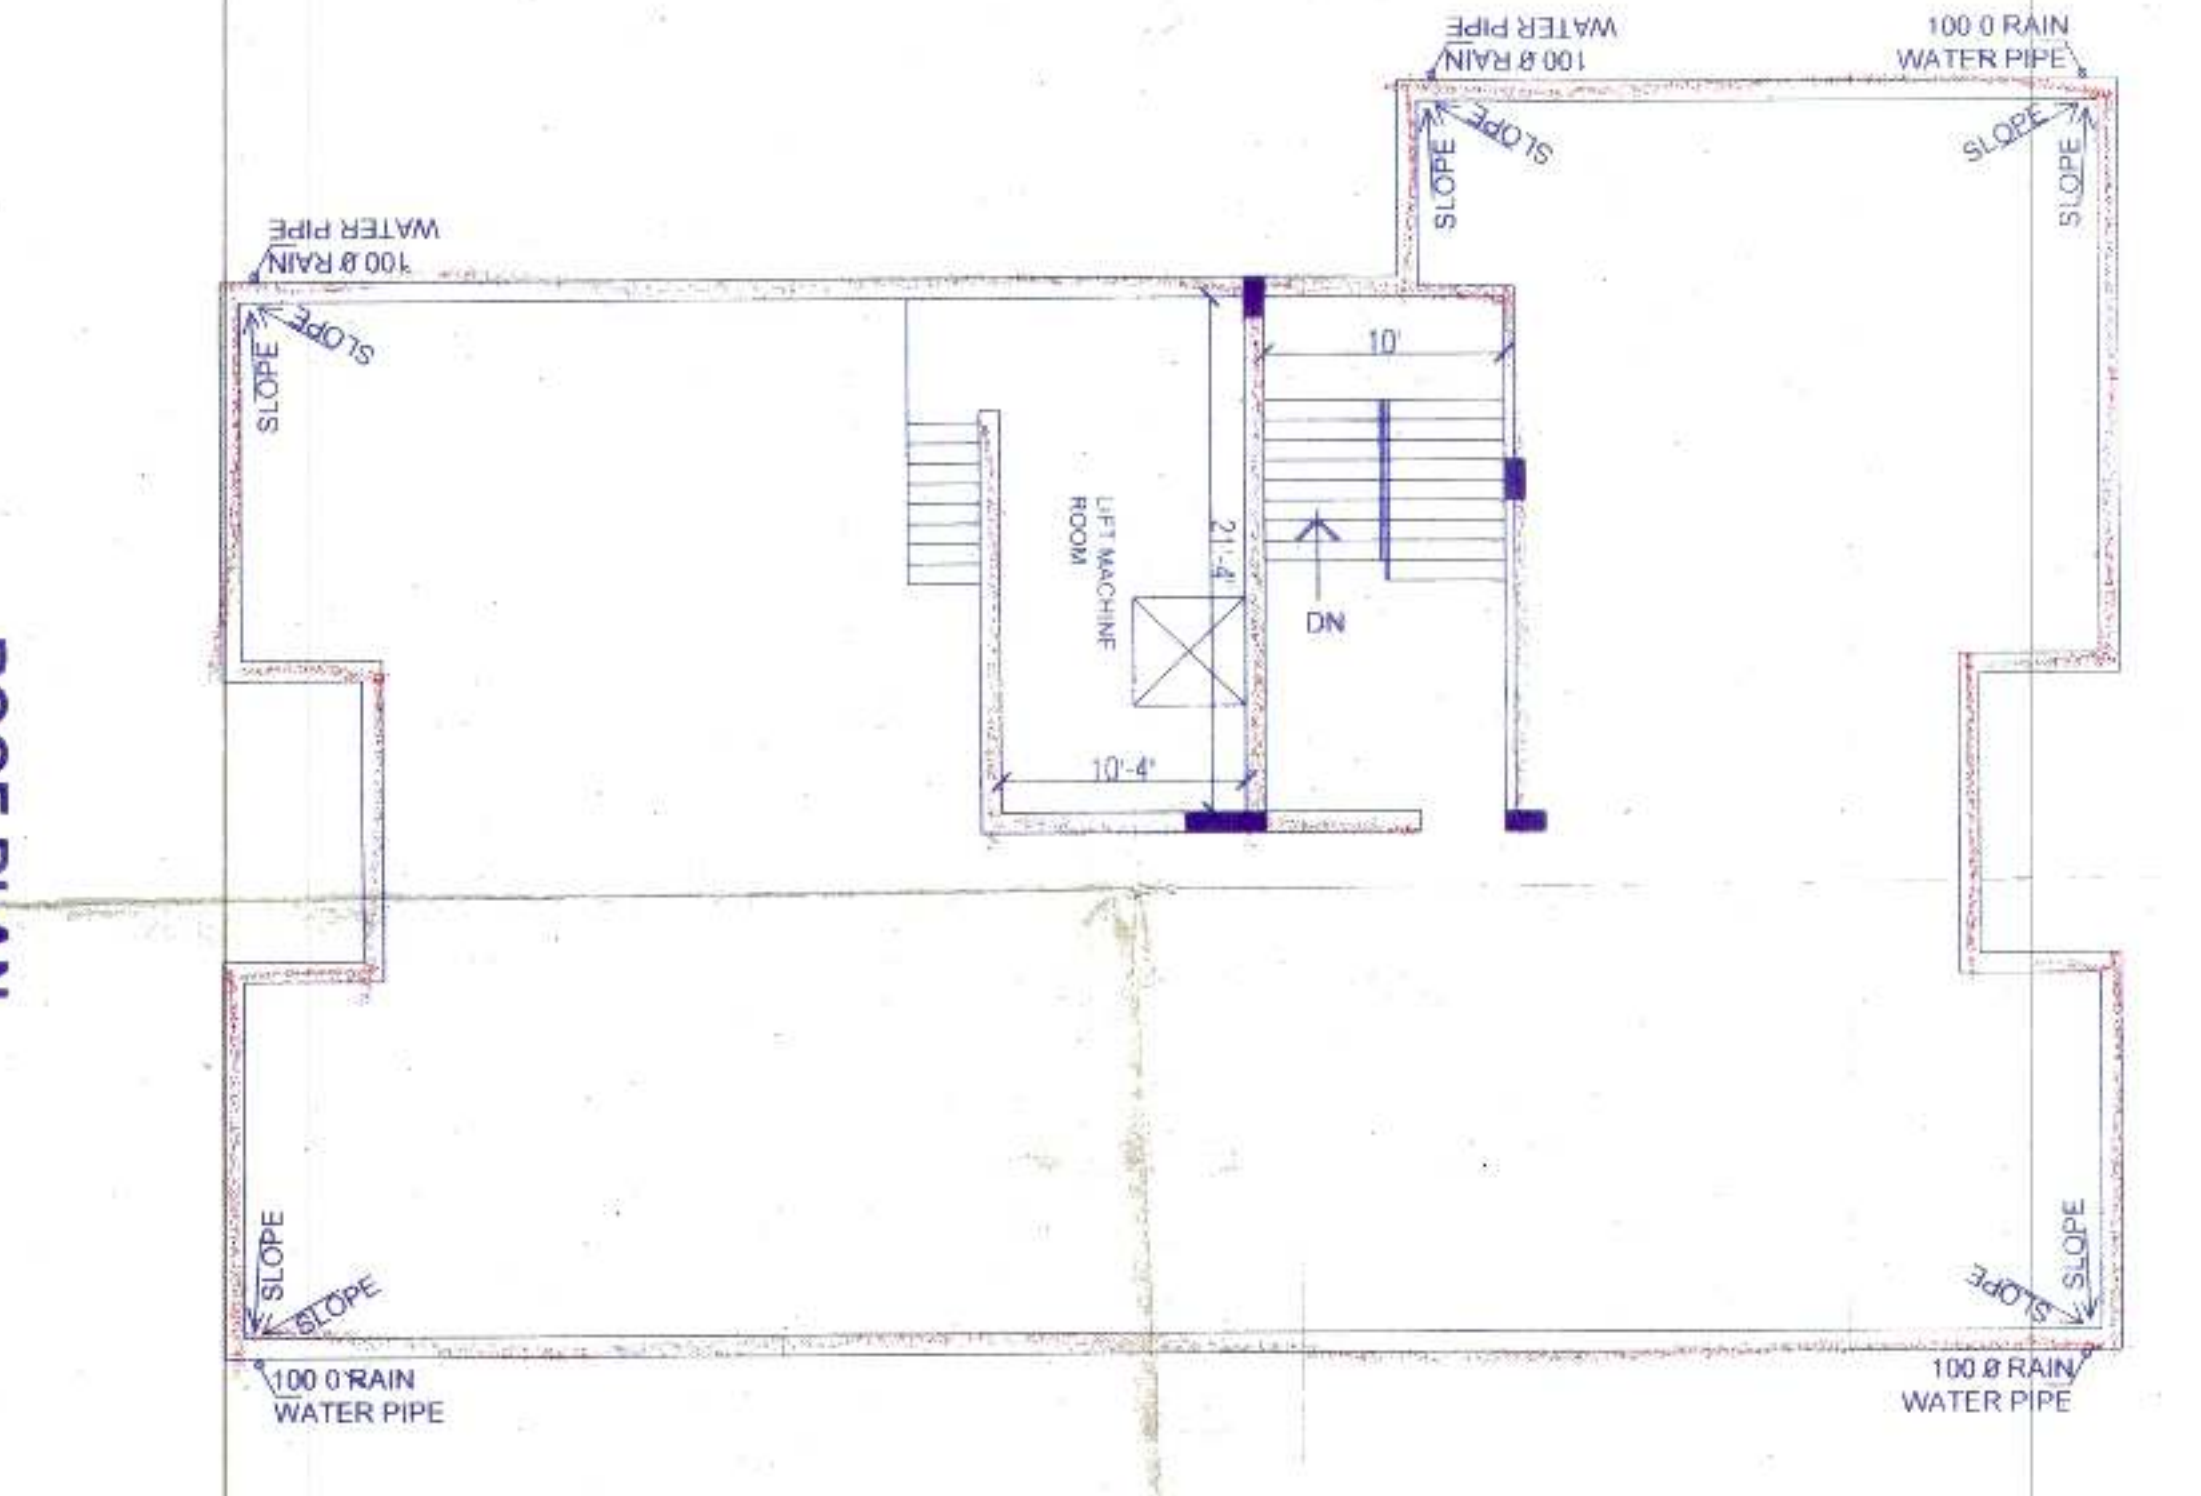 WATER PIPE
100 Ø RAIN
100 0 RAIN
WATER PIPE
SLOPE
SLOPE
SLOPE
SLOPE
WATER PIPE
100 Ø RAIN
SLOPE
SLOPE
10'
LIFT MACHINE
ROOM
21'-4"
DN
10'-4"
ROOF PLAN
SLOPE
SLOPE
SLOPE
SLOPE
100 0 RAIN
WATER PIPE
100 Ø RAIN
WATER PIPE